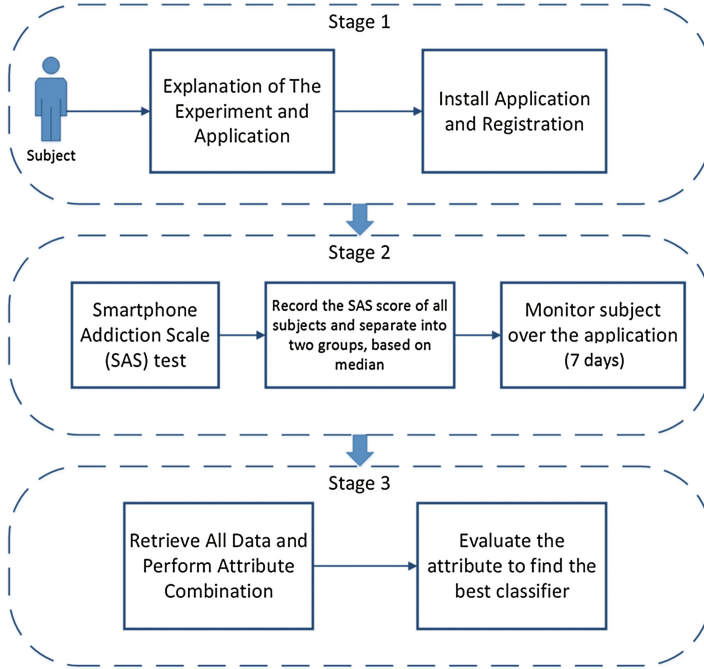 Stage 1
Subject
Explanation of The
Experiment and
Application
Install Application
and Registration
Stage 2
Smartphone
Addiction Scale
(SAS) test
Record the SAS score of all
subjects and separate into
two groups, based on
median
Monitor subject
over the application
(7 days)
Stage 3
Retrieve All Data and
Perform Attribute
Combination
Evaluate the
attribute to find the
best classifier